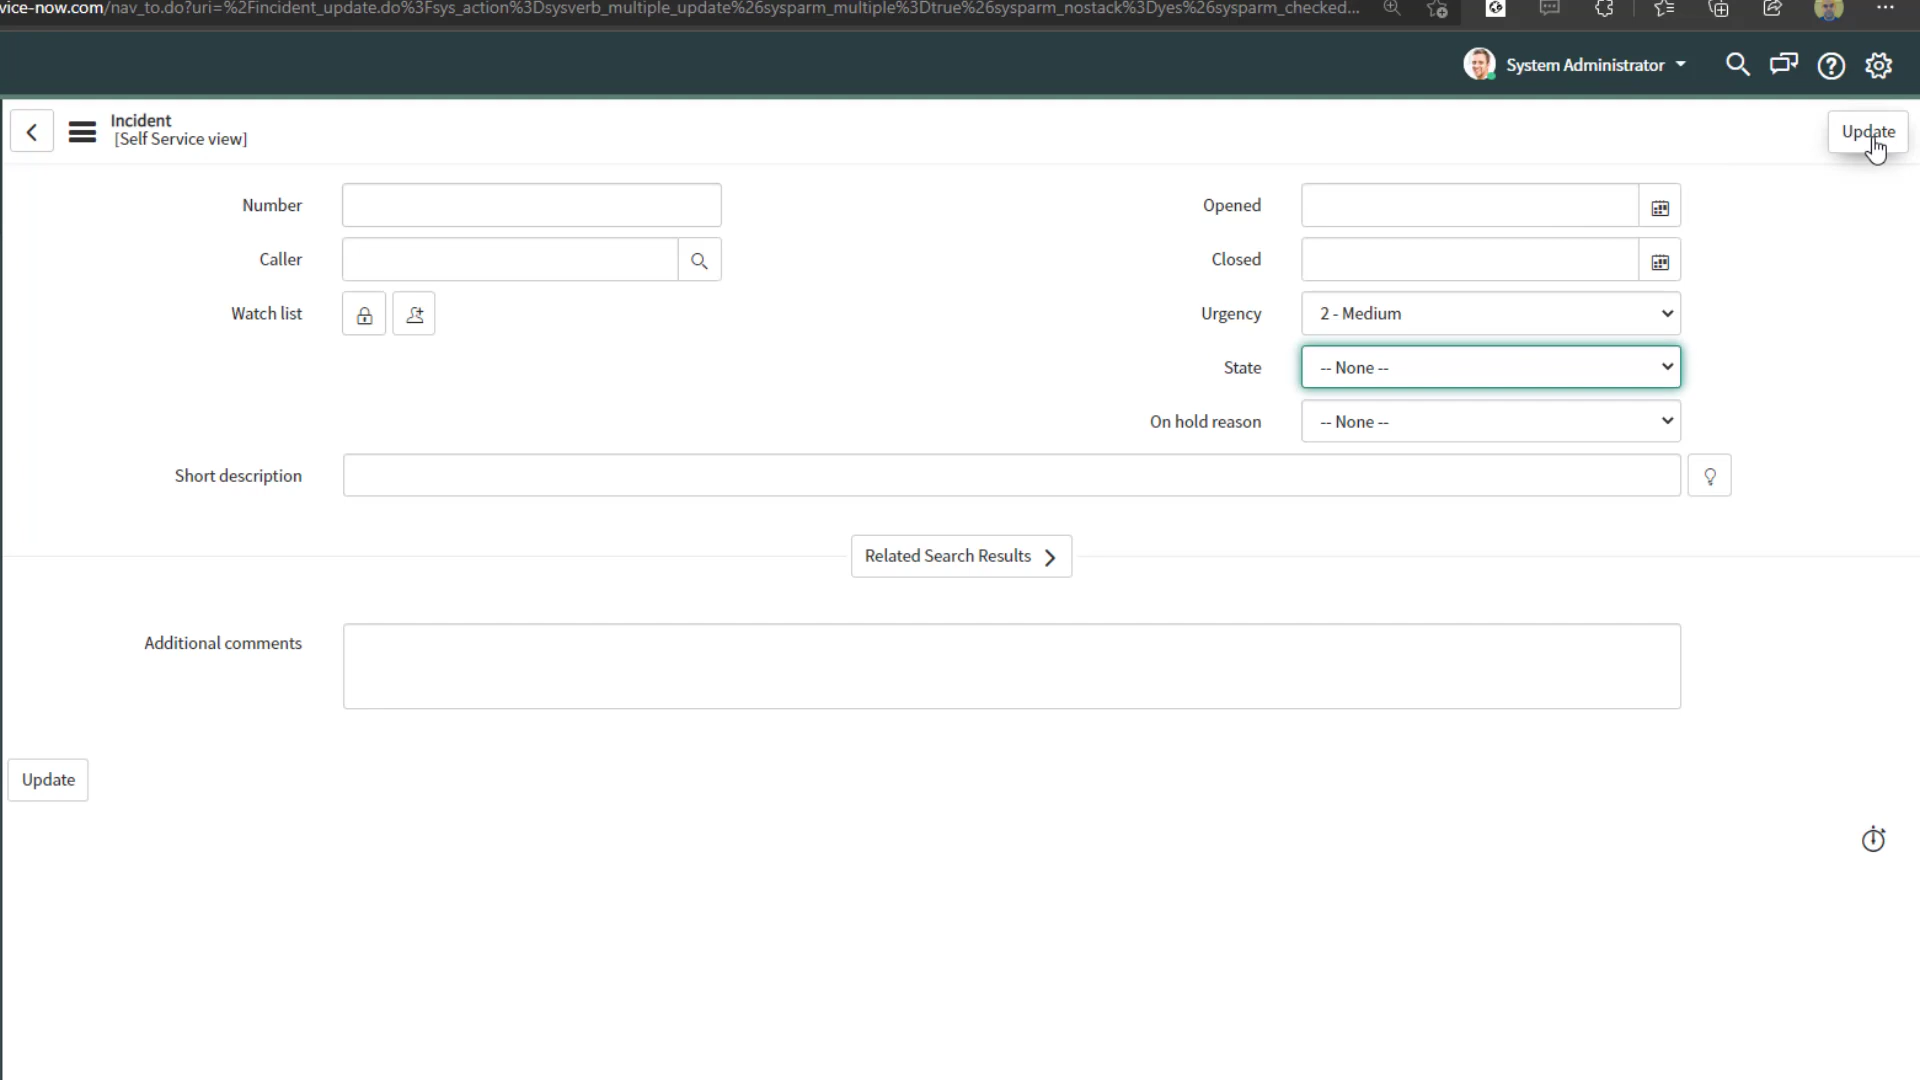 vice-now.com/nav_to.do?uri=%2Fincident_update.do%3Fsys_action%3Dsysverb_multiple_update%26sysparm_multiple%3Dtrue%26sysparm_nostack%3Dyes%26sysparm_checked...
System Administrator
Incident
[Self Service view]
Update
Number
Opened
Caller
Closed
Watch list
Urgency
2 - Medium
State
-- None --
On hold reason
-- None --
Short description
Related Search Results
Additional comments
Update